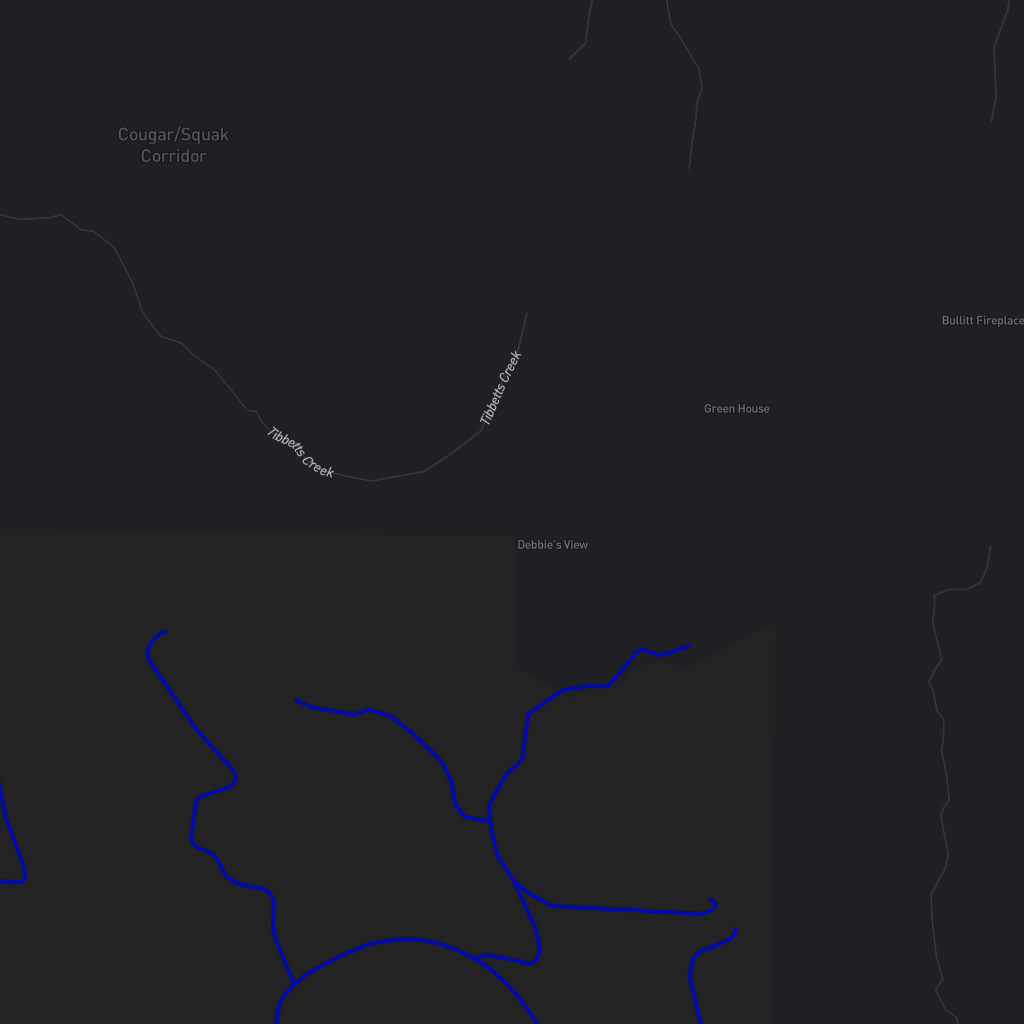 Cougar/Squak
Corridor
Bullitt Fireplace
Tibbetts Creek
Green House
Tibbetts Creek
Debbie's View